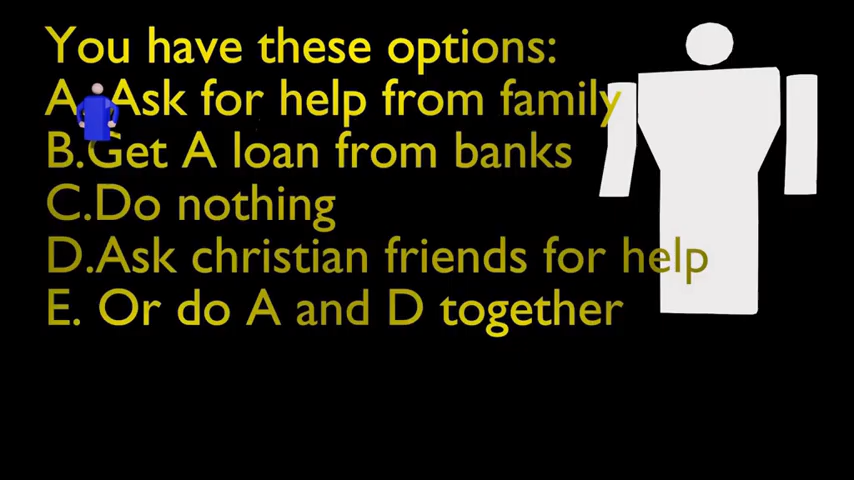 You have these options:
A. Ask for help from family
B.Get A loan from banks
C.Do nothing
D.Ask christian friends for help
E. Or do A and D together